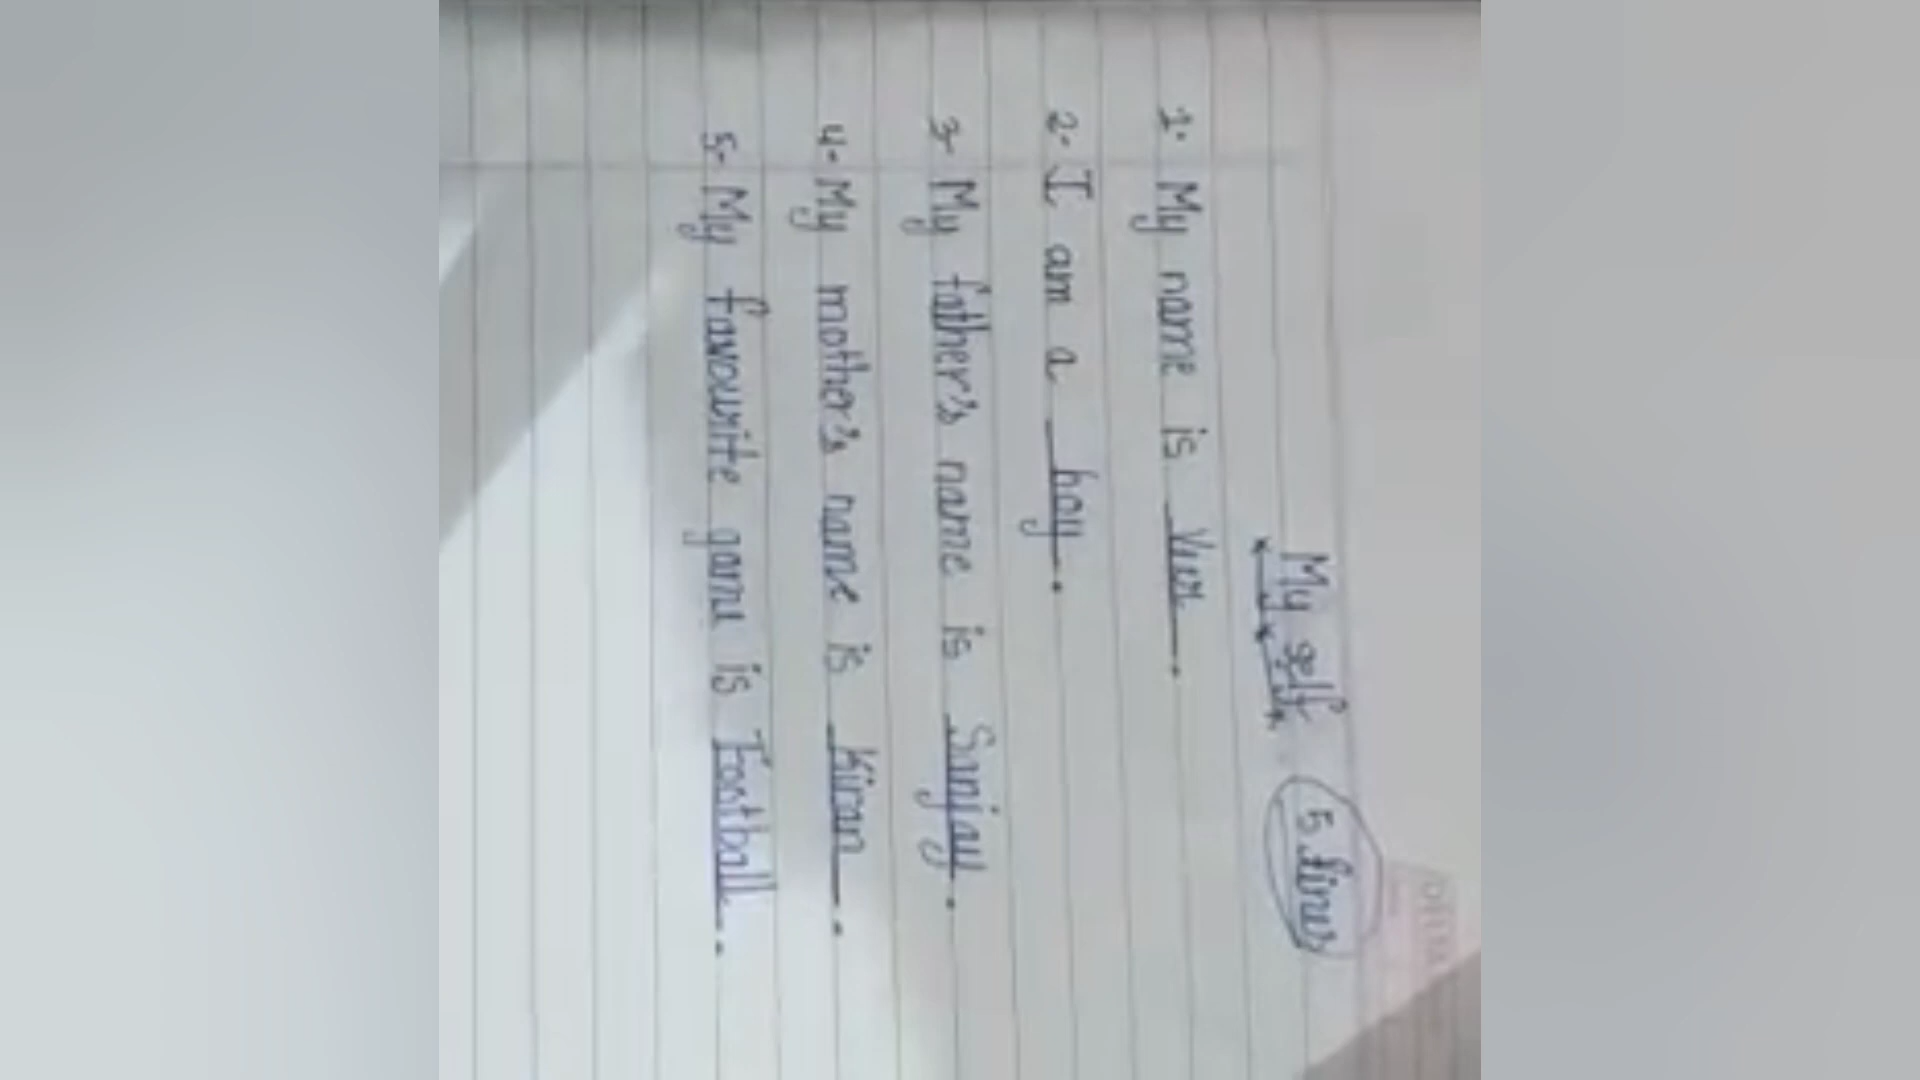 My self 5 lines
1. My name is Veer.
2. I am a boy.
3- My father's name is Sanjay.
4. My mother's name is Kiran.
5. My favourite game is Football.